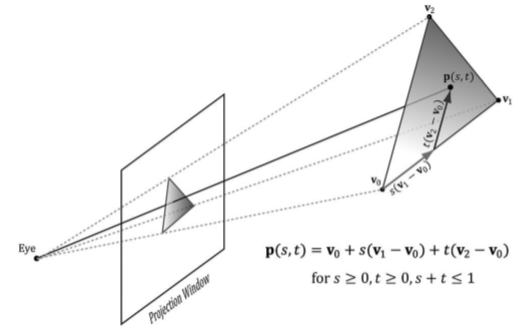 v₂
p(s,t)
v₁
t(v₂ − v₀)
v₀
s(v₁ − v₀)
Eye
p(s,t) = v₀ + s(v₁ − v₀) + t(v₂ − v₀)
for s ≥ 0, t ≥ 0, s + t ≤ 1
Projection Window